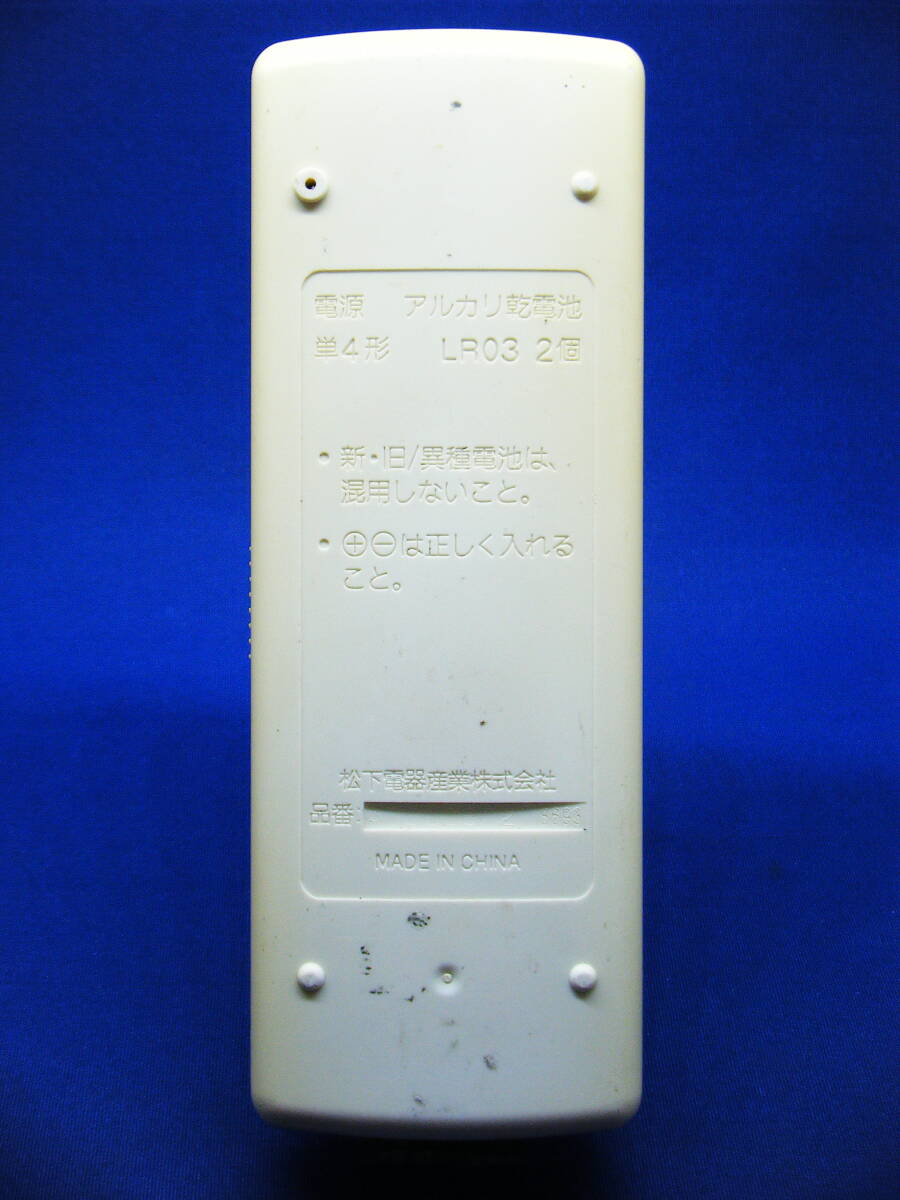 電源 アルカリ乾電池
単4形 LR03 2個
• 新・旧/異種電池は、
混用しないこと。
• ⊕⊖は正しく入れる
こと。
松下電器産業株式会社
品番:
MADE IN CHINA